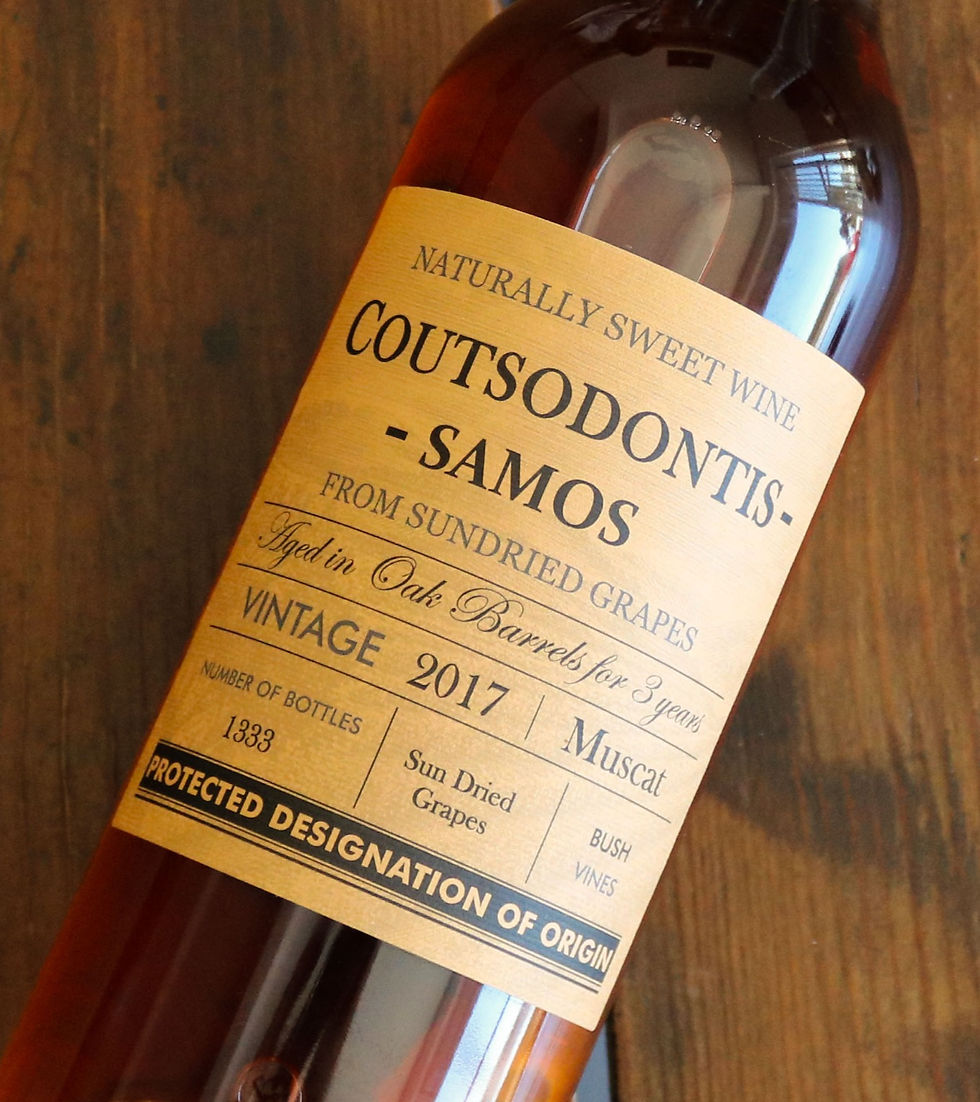 NATURALLY SWEET WINE
COUTSODONTIS-
- SAMOS
FROM SUNDRIED GRAPES
Aged in Oak Barrels for 3 years
VINTAGE 2017
Muscat
NUMBER OF BOTTLES
1333
Sun Dried
Grapes
BUSH
VINES
PROTECTED DESIGNATION OF ORIGIN